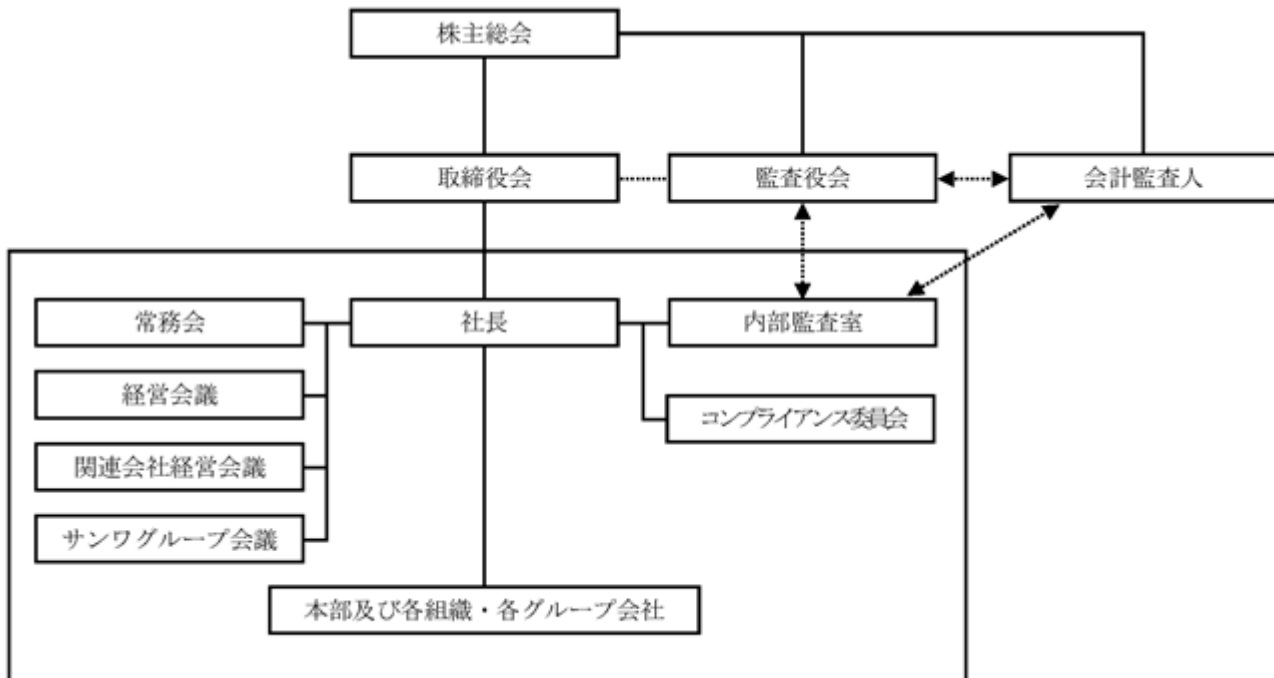 株主総会
取締役会
監査役会
会計監査人
常務会
社長
内部監査室
経営会議
コンプライアンス委員会
関連会社経営会議
サンワグループ会議
本部及び各組織・各グループ会社